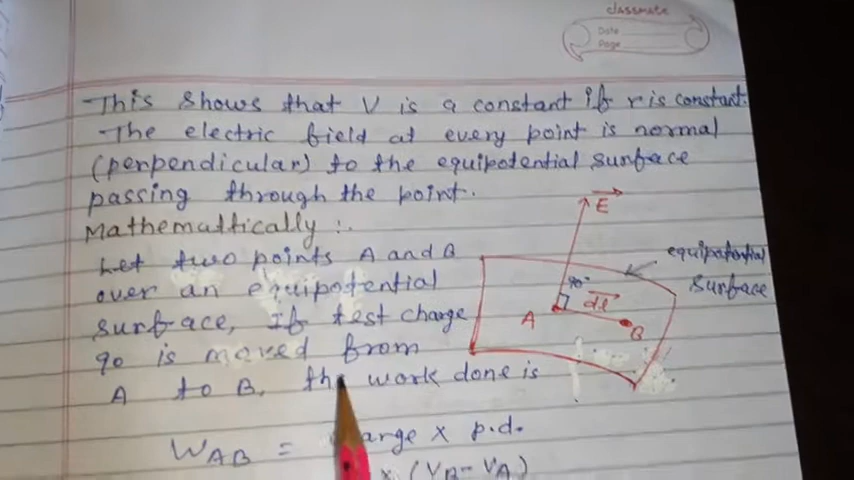 classmate
Date
Page
This shows that V is a constant if r is constant.
The electric field at every point is normal
(perpendicular) to the equipotential surface
passing through the point.
Mathemattically :.
Let two points A and B
over an equipotential
surface, If test charge
q0 is moved from
A to B, the work done is
WAB = arge × p.d.
× (VB - VA)
E
90°
dl
A
B
equipotential
surface